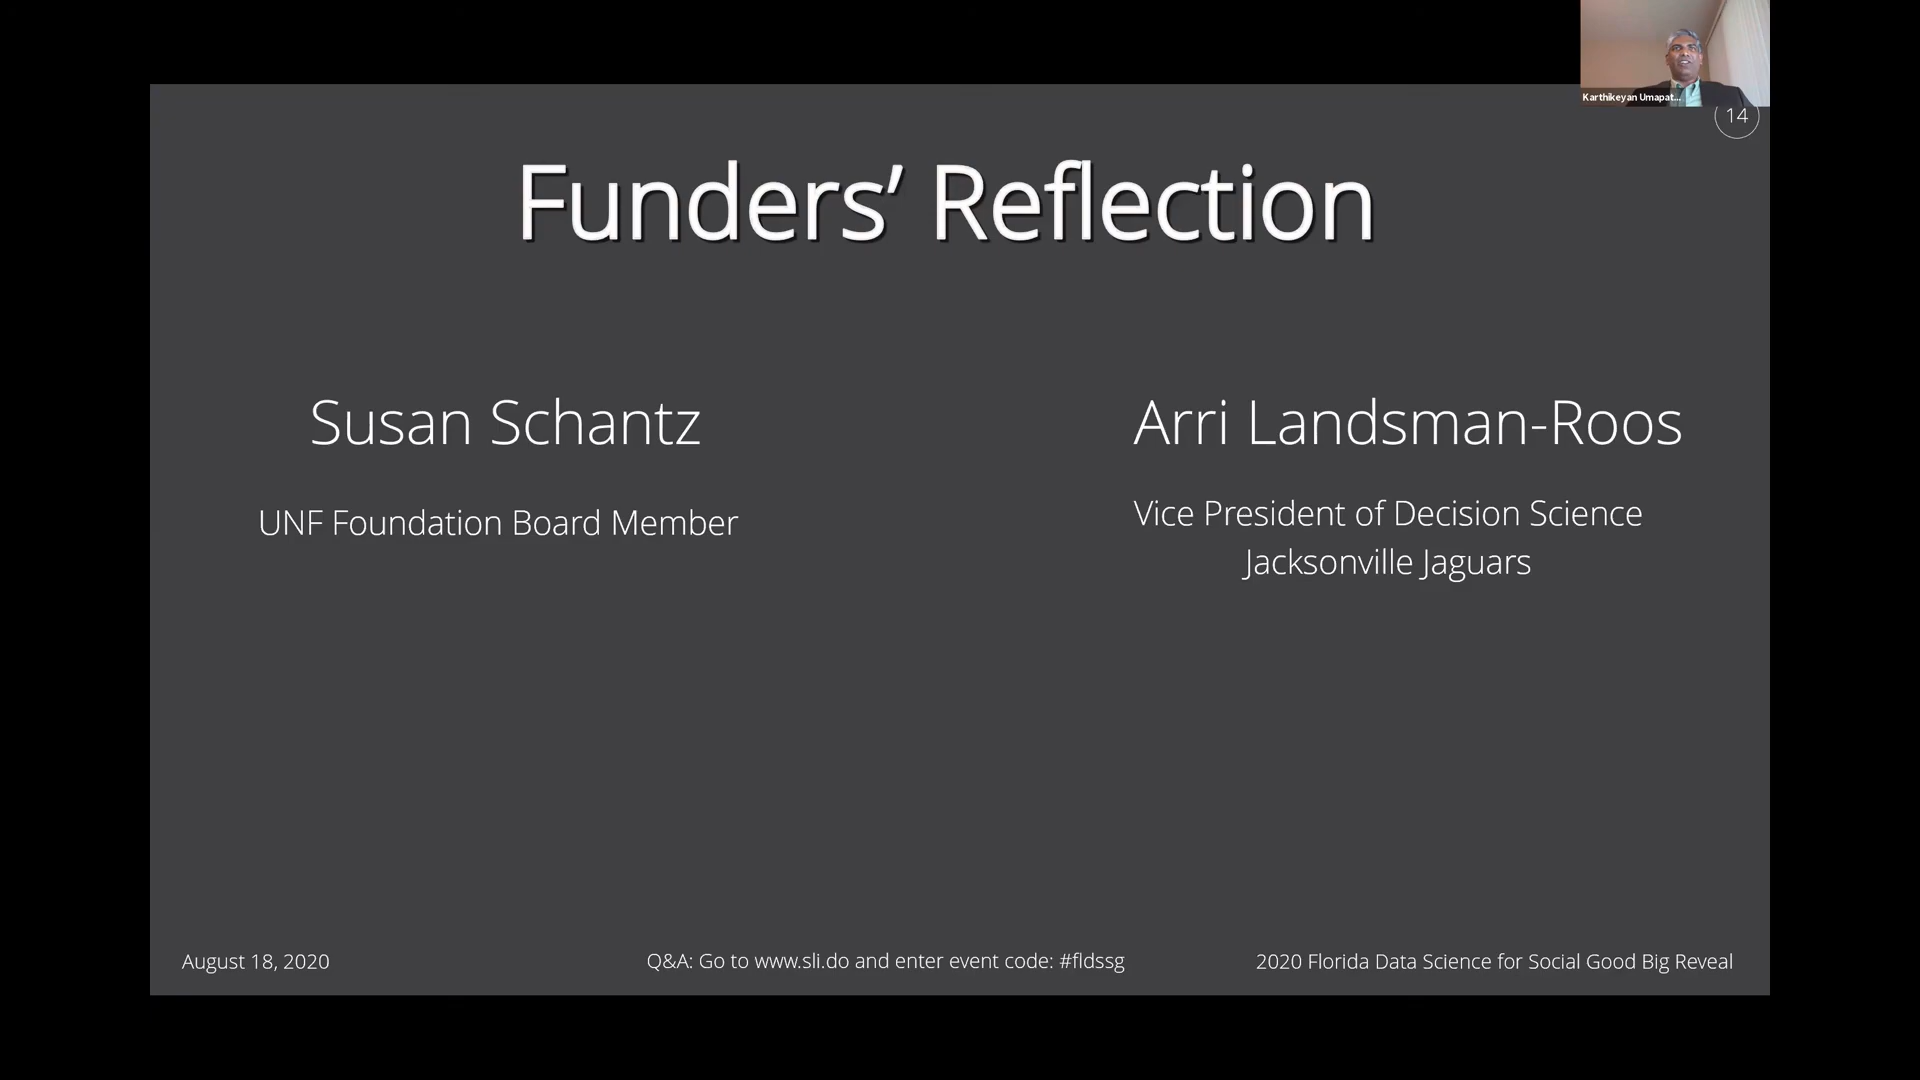 Karthikeyan Umapat...
14
Funders’ Reflection
Susan Schantz
UNF Foundation Board Member
Arri Landsman-Roos
Vice President of Decision Science
Jacksonville Jaguars
August 18, 2020
Q&A: Go to www.sli.do and enter event code: #fldssg
2020 Florida Data Science for Social Good Big Reveal